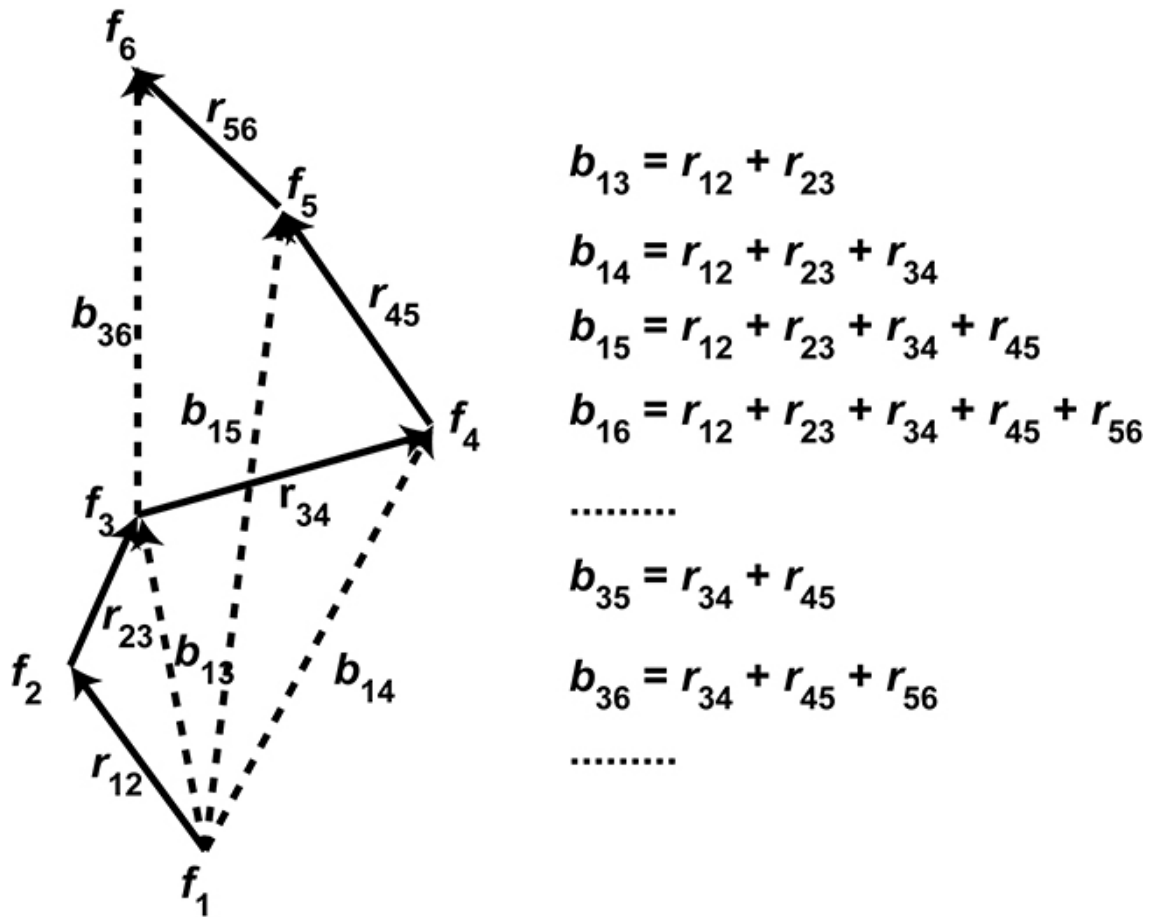 f6
r56
f5
b36
r45
b15
f4
f3
r34
r23
b13
f2
b14
r12
f1
b13 = r12 + r23
b14 = r12 + r23 + r34
b15 = r12 + r23 + r34 + r45
b16 = r12 + r23 + r34 + r45 + r56
.........
b35 = r34 + r45
b36 = r34 + r45 + r56
.........